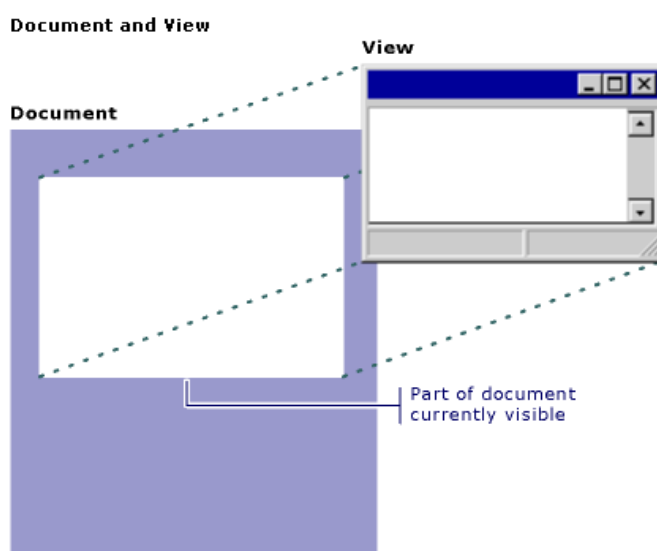 Document and View
View
Document
Part of document
currently visible